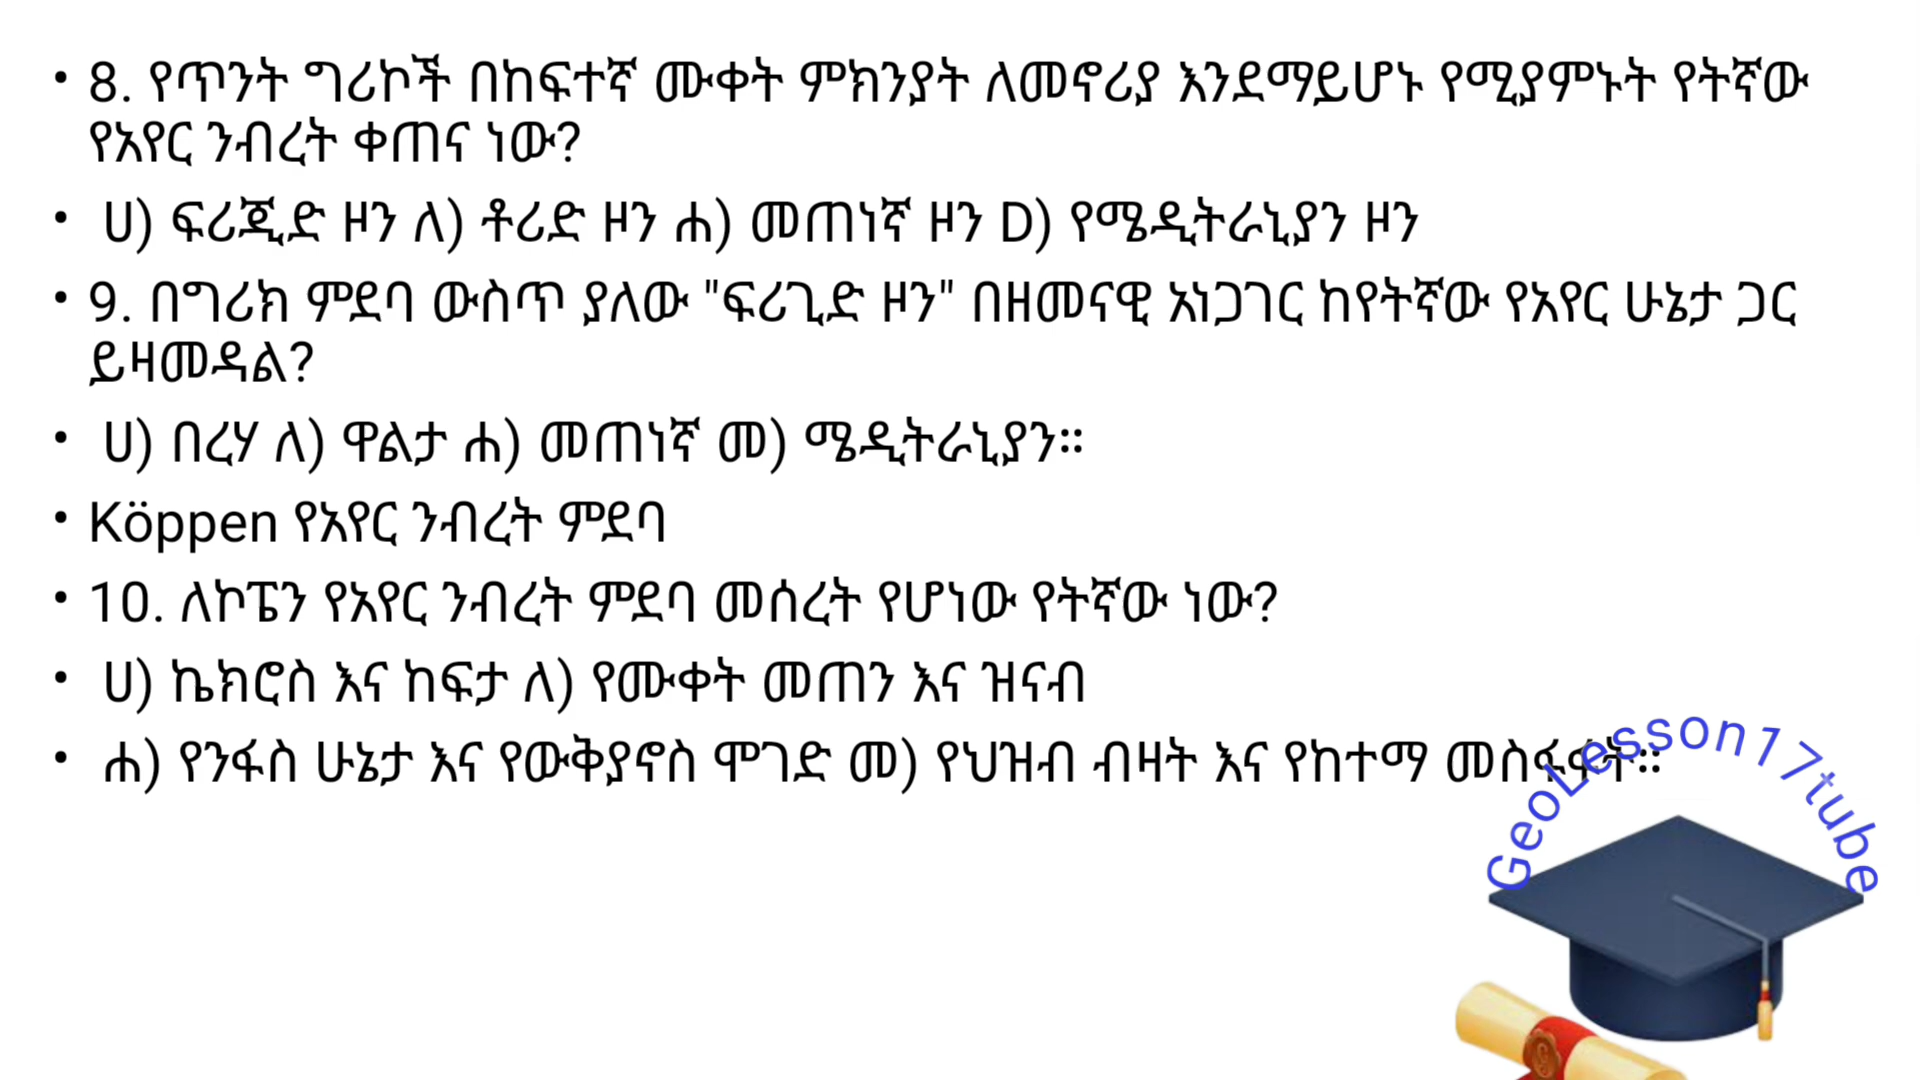 • 8. የጥንት ግሪኮች በከፍተኛ ሙቀት ምክንያት ለመኖሪያ እንደማይሆኑ የሚያምኑት የትኛው
የአየር ንብረት ቀጠና ነው?
• ሀ) ፍሪጂድ ዞን ለ) ቶሪድ ዞን ሐ) መጠነኛ ዞን D) የሜዲትራኒያን ዞን
• 9. በግሪክ ምደባ ውስጥ ያለው "ፍሪጊድ ዞን" በዘመናዊ አነጋገር ከየትኛው የአየር ሁኔታ ጋር
ይዛመዳል?
• ሀ) በረሃ ለ) ዋልታ ሐ) መጠነኛ መ) ሜዲትራኒያን።
• Köppen የአየር ንብረት ምደባ
• 10. ለኮፔን የአየር ንብረት ምደባ መሰረት የሆነው የትኛው ነው?
• ሀ) ኬክሮስ እና ከፍታ ለ) የሙቀት መጠን እና ዝናብ
• ሐ) የንፋስ ሁኔታ እና የውቅያኖስ ሞገድ መ) የህዝብ ብዛት እና የከተማ መስፋፋት።
GeoLesson17tube